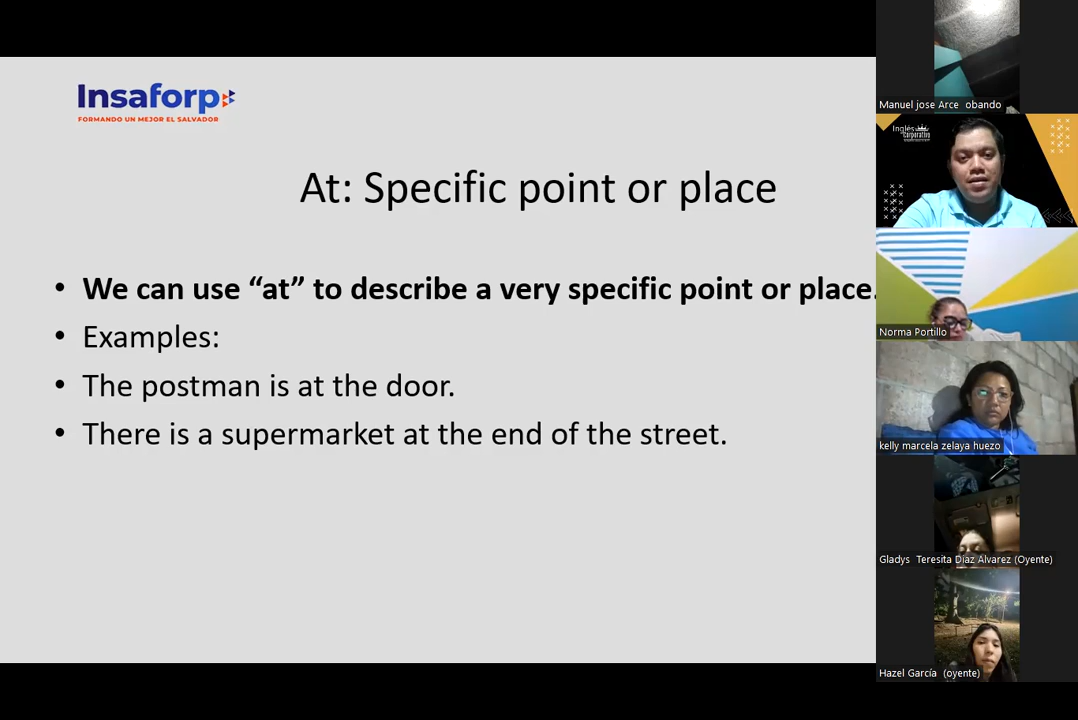 Insaforp
FORMANDO UN MEJOR EL SALVADOR
At: Specific point or place
• We can use “at” to describe a very specific point or place.
• Examples:
• The postman is at the door.
• There is a supermarket at the end of the street.
Manuel jose Arce obando
Inglés
Corporativo
Norma Portillo
kelly marcela zelaya huezo
Gladys Teresita Díaz Alvarez (Oyente)
Hazel García (oyente)